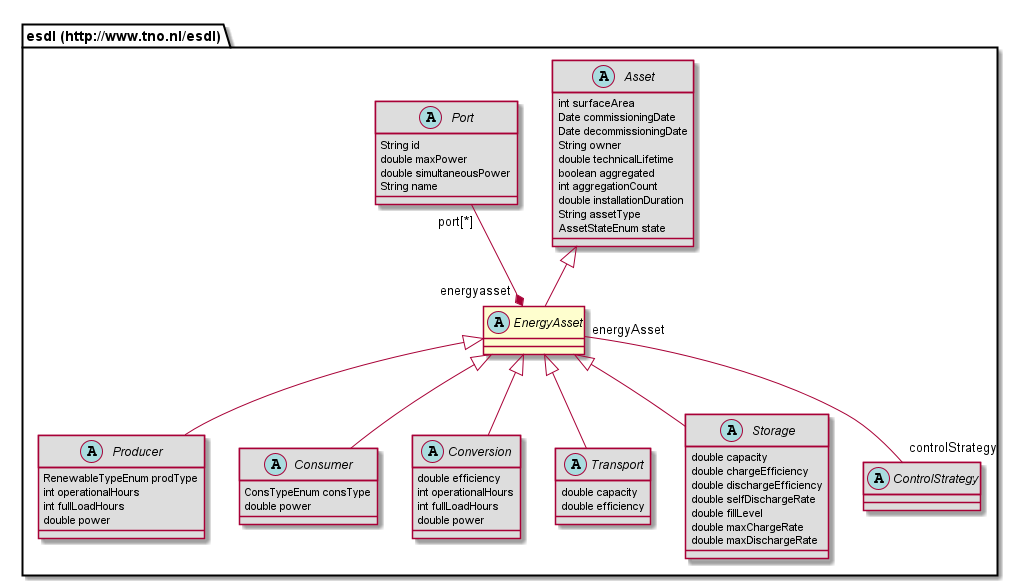 esdl (http://www.tno.nl/esdl)
A Asset
int surfaceArea
Date commissioningDate
Date decommissioningDate
String owner
double technicalLifetime
boolean aggregated
int aggregationCount
double installationDuration
String assetType
AssetStateEnum state
A Port
String id
double maxPower
double simultaneousPower
String name
port[*]
energyasset
A EnergyAsset
energyAsset
controlStrategy
A Producer
RenewableTypeEnum prodType
int operationalHours
int fullLoadHours
double power
A Consumer
ConsTypeEnum consType
double power
A Conversion
double efficiency
int operationalHours
int fullLoadHours
double power
A Transport
double capacity
double efficiency
A Storage
double capacity
double chargeEfficiency
double dischargeEfficiency
double selfDischargeRate
double fillLevel
double maxChargeRate
double maxDischargeRate
A ControlStrategy